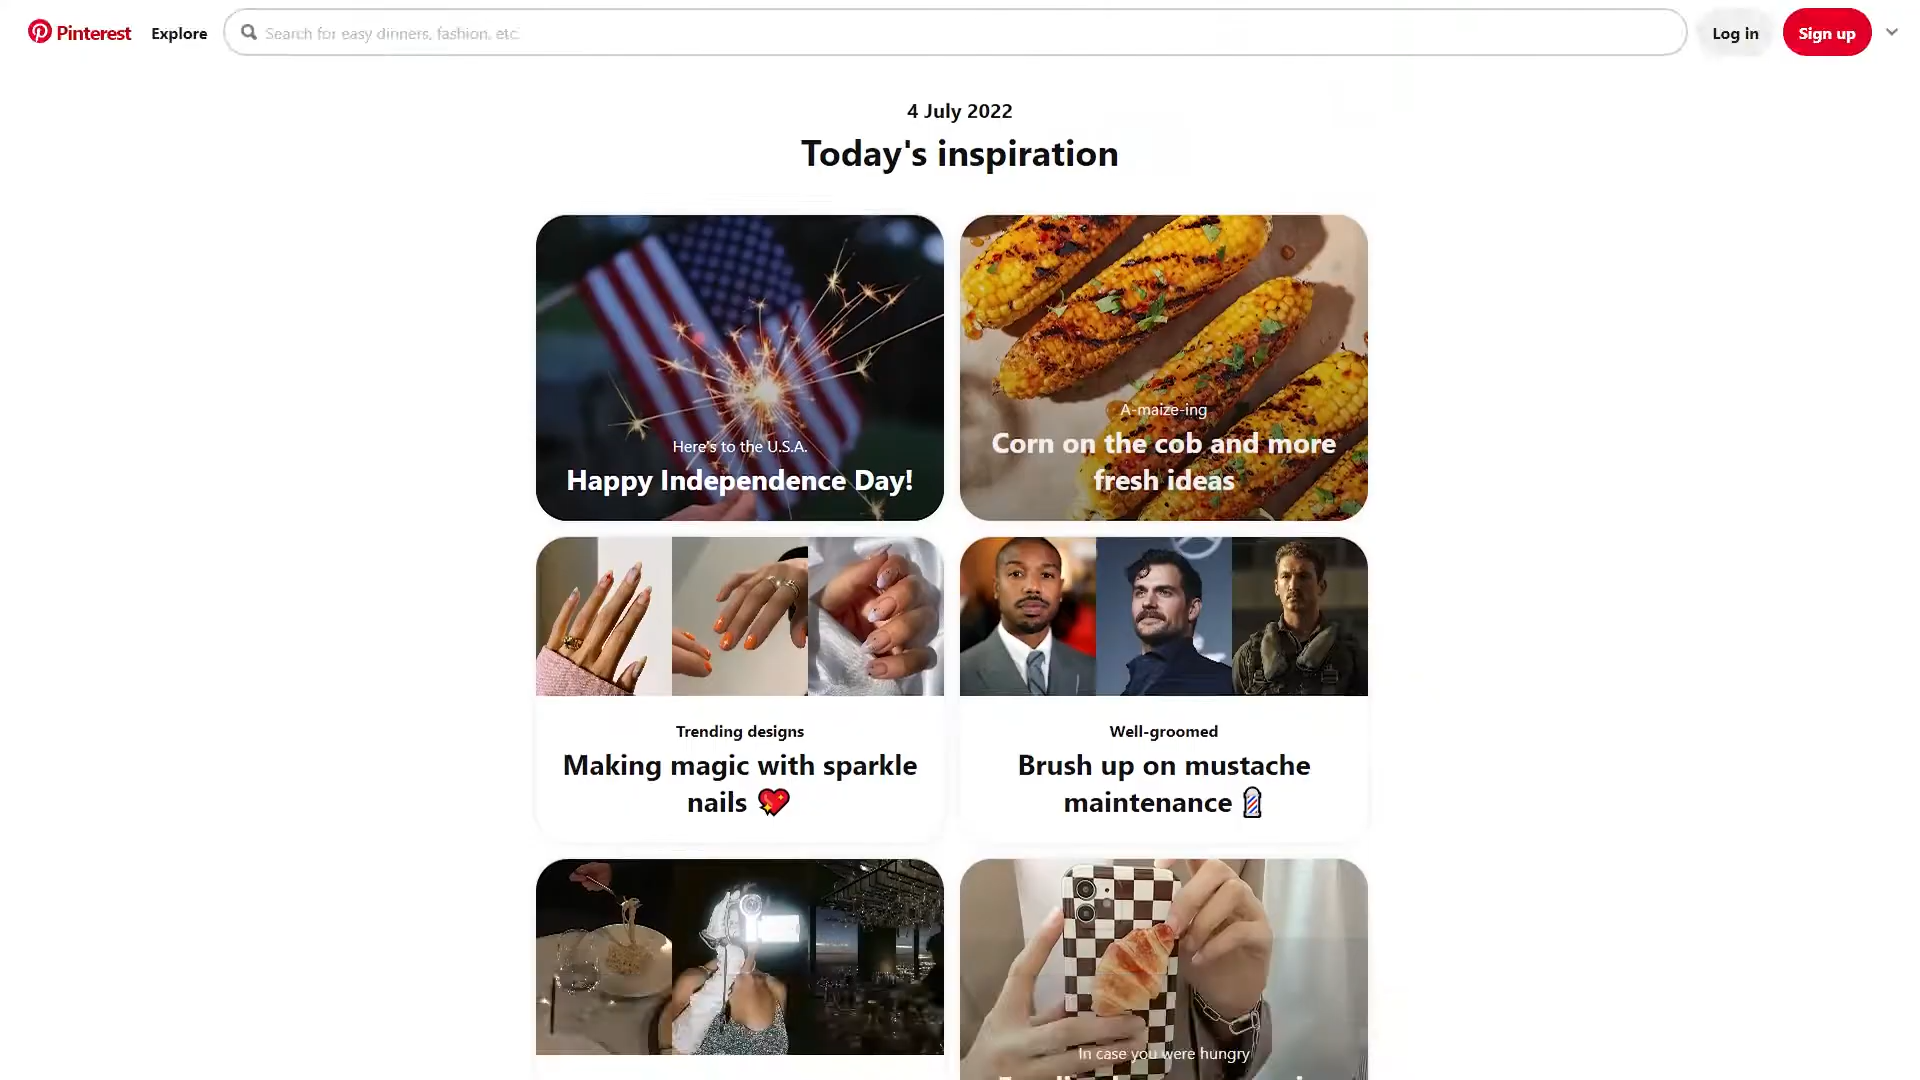 Pinterest
Explore
Search for easy dinners, fashion, etc.
Log in
Sign up
4 July 2022
Today's inspiration
Here's to the U.S.A.
Happy Independence Day!
A-maize-ing
Corn on the cob and more
fresh ideas
Trending designs
Making magic with sparkle
nails 💖
Well-groomed
Brush up on mustache
maintenance 💈
In case you were hungry